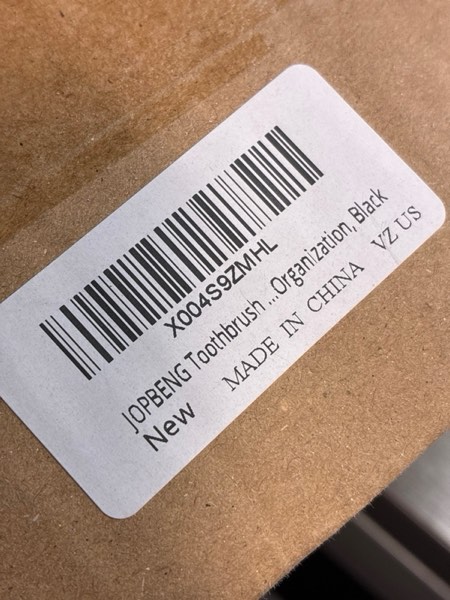 X004S9ZMHL
JOPBENG Toothbrush ...Organization, Black
New MADE IN CHINA VZ US